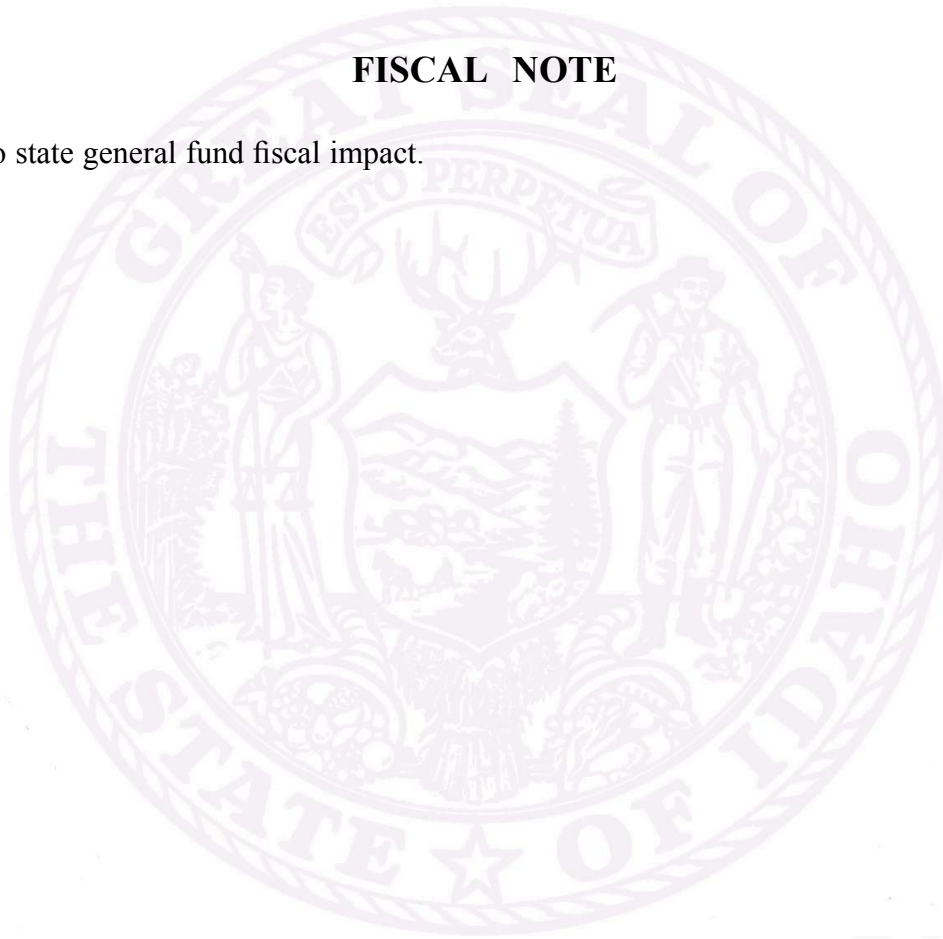 FISCAL NOTE
o state general fund fiscal impact.
GREAT SEAL OF
ESTO PERPETUA
THE STATE OF IDAHO